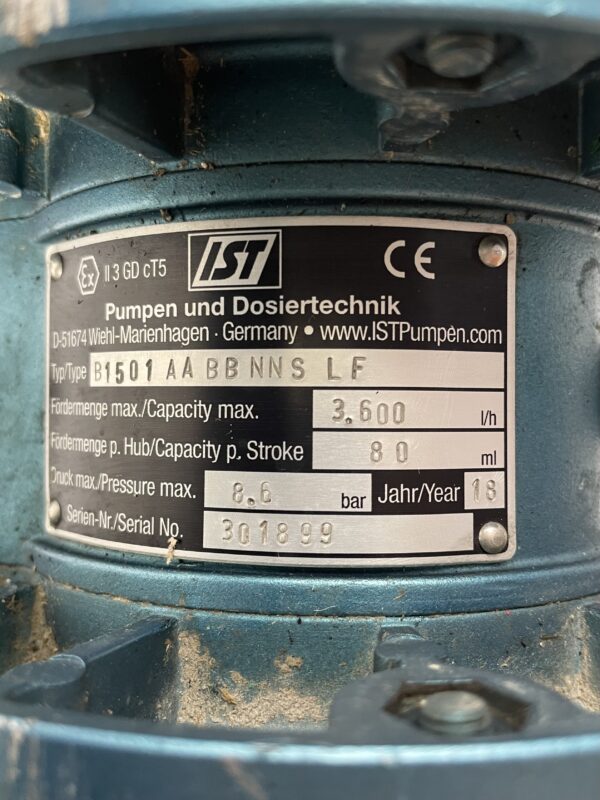 Ex II 3 GD cT5 IST CE
Pumpen und Dosiertechnik
D-51674 Wiehl-Marienhagen · Germany • www.ISTPumpen.com
Typ/Type B1501 AA BB NNS LF
Fördermenge max./Capacity max. 3.600 l/h
Fördermenge p. Hub/Capacity p. Stroke 80 ml
Druck max./Pressure max. 8.6 bar Jahr/Year 18
Serien-Nr./Serial No. 301899